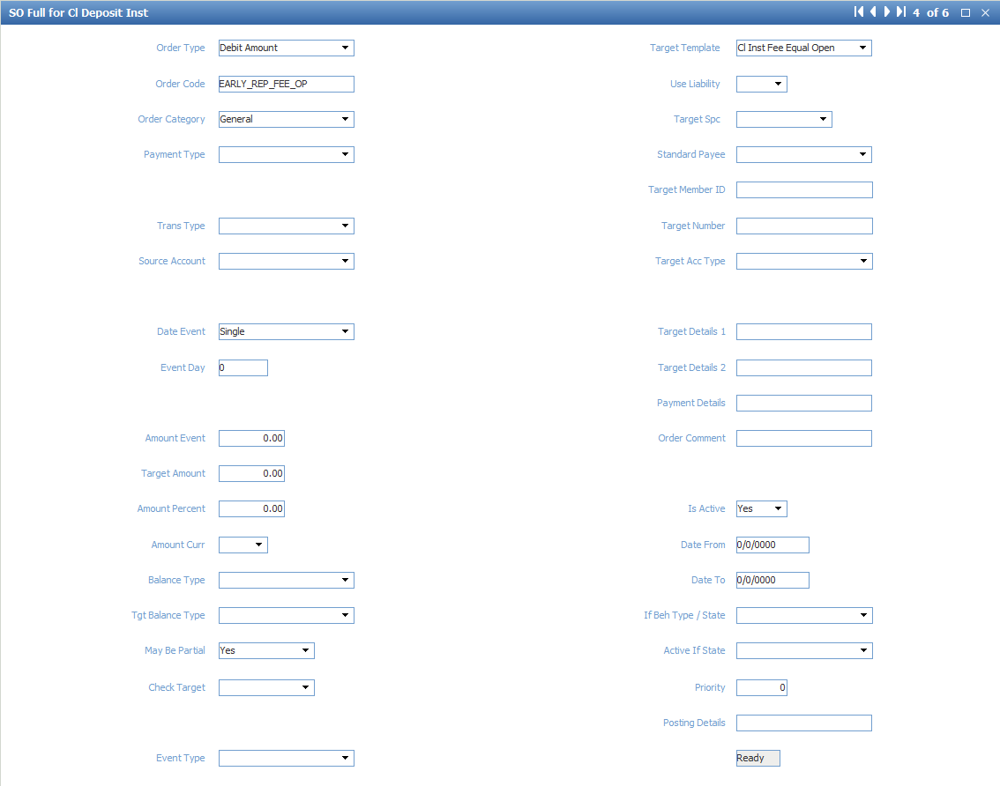 SO Full for Cl Deposit Inst 4 of 6
Order Type Debit Amount Target Template Cl Inst Fee Equal Open
Order Code EARLY_REP_FEE_OP Use Liability
Order Category General Target Spc
Payment Type Standard Payee
Target Member ID
Trans Type Target Number
Source Account Target Acc Type
Date Event Single Target Details 1
Event Day 0 Target Details 2
Payment Details
Amount Event 0.00 Order Comment
Target Amount 0.00
Amount Percent 0.00 Is Active Yes
Amount Curr Date From 0/0/0000
Balance Type Date To 0/0/0000
Tgt Balance Type If Beh Type / State
May Be Partial Yes Active If State
Check Target Priority 0
Posting Details
Event Type Ready